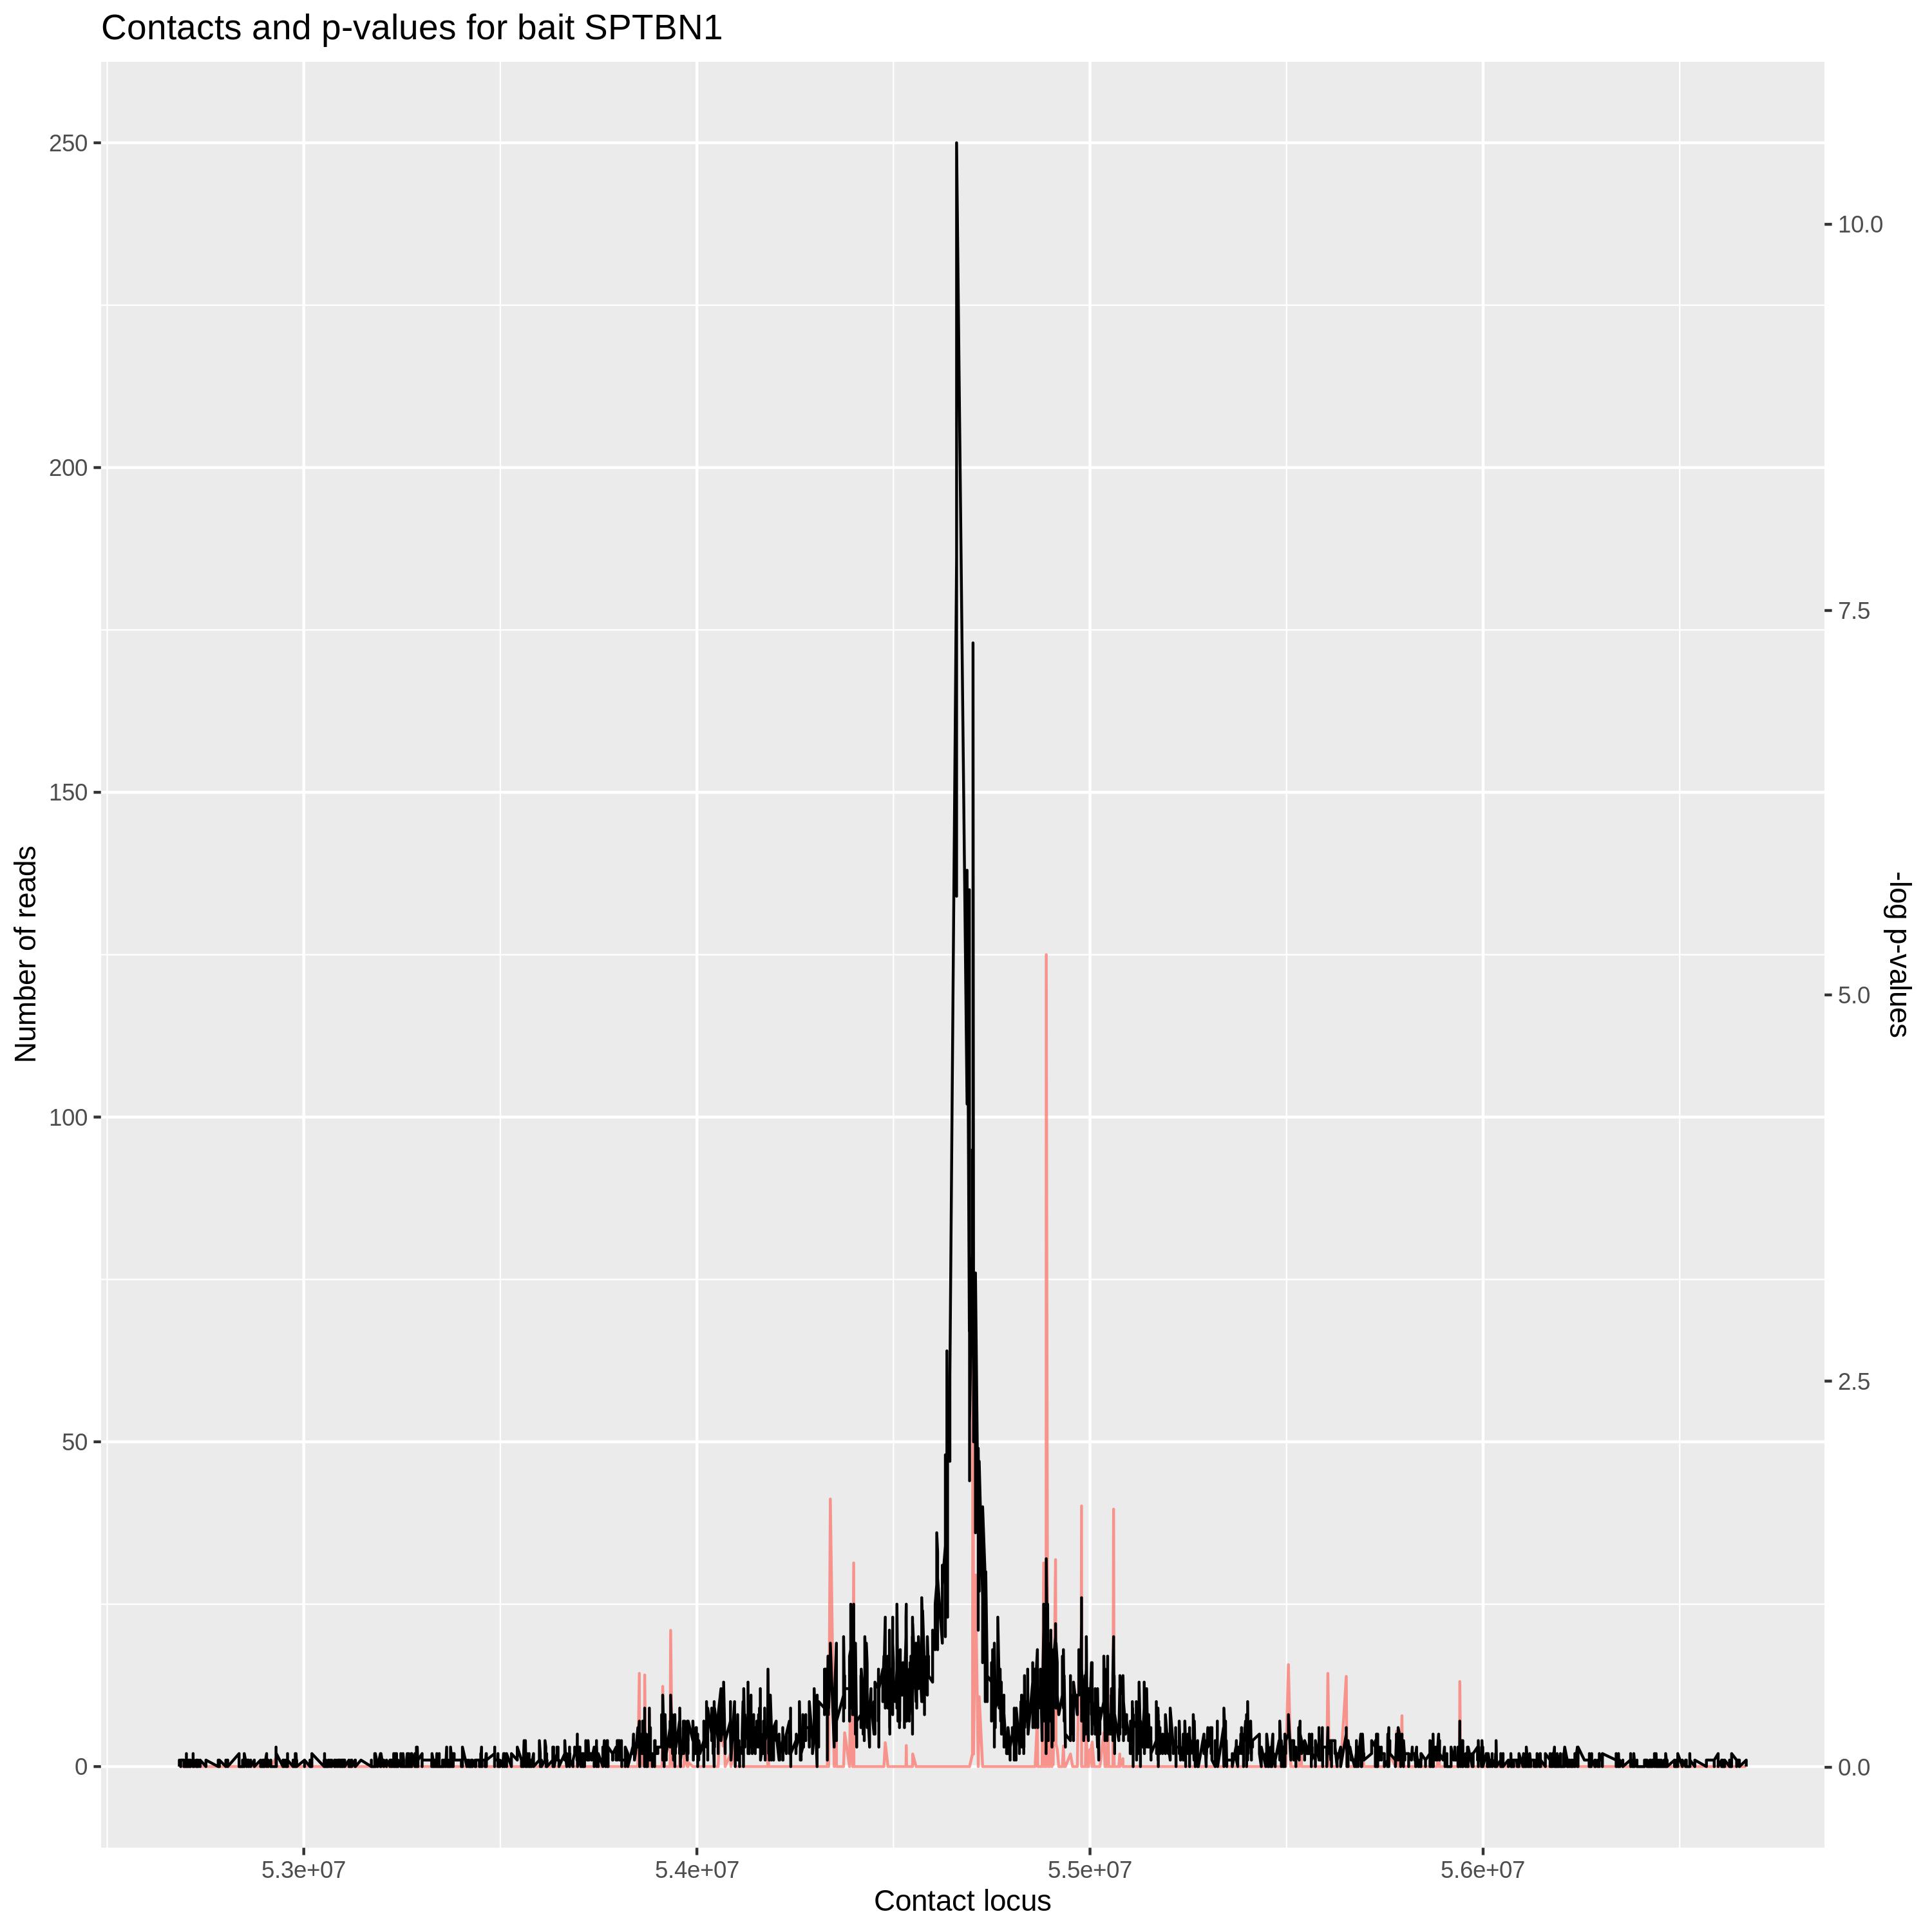 Contacts and p-values for bait SPTBN1
250
200
150
100
50
0
Number of reads
10.0
7.5
5.0
2.5
0.0
-log p-values
5.3e+07
5.4e+07
5.5e+07
5.6e+07
Contact locus